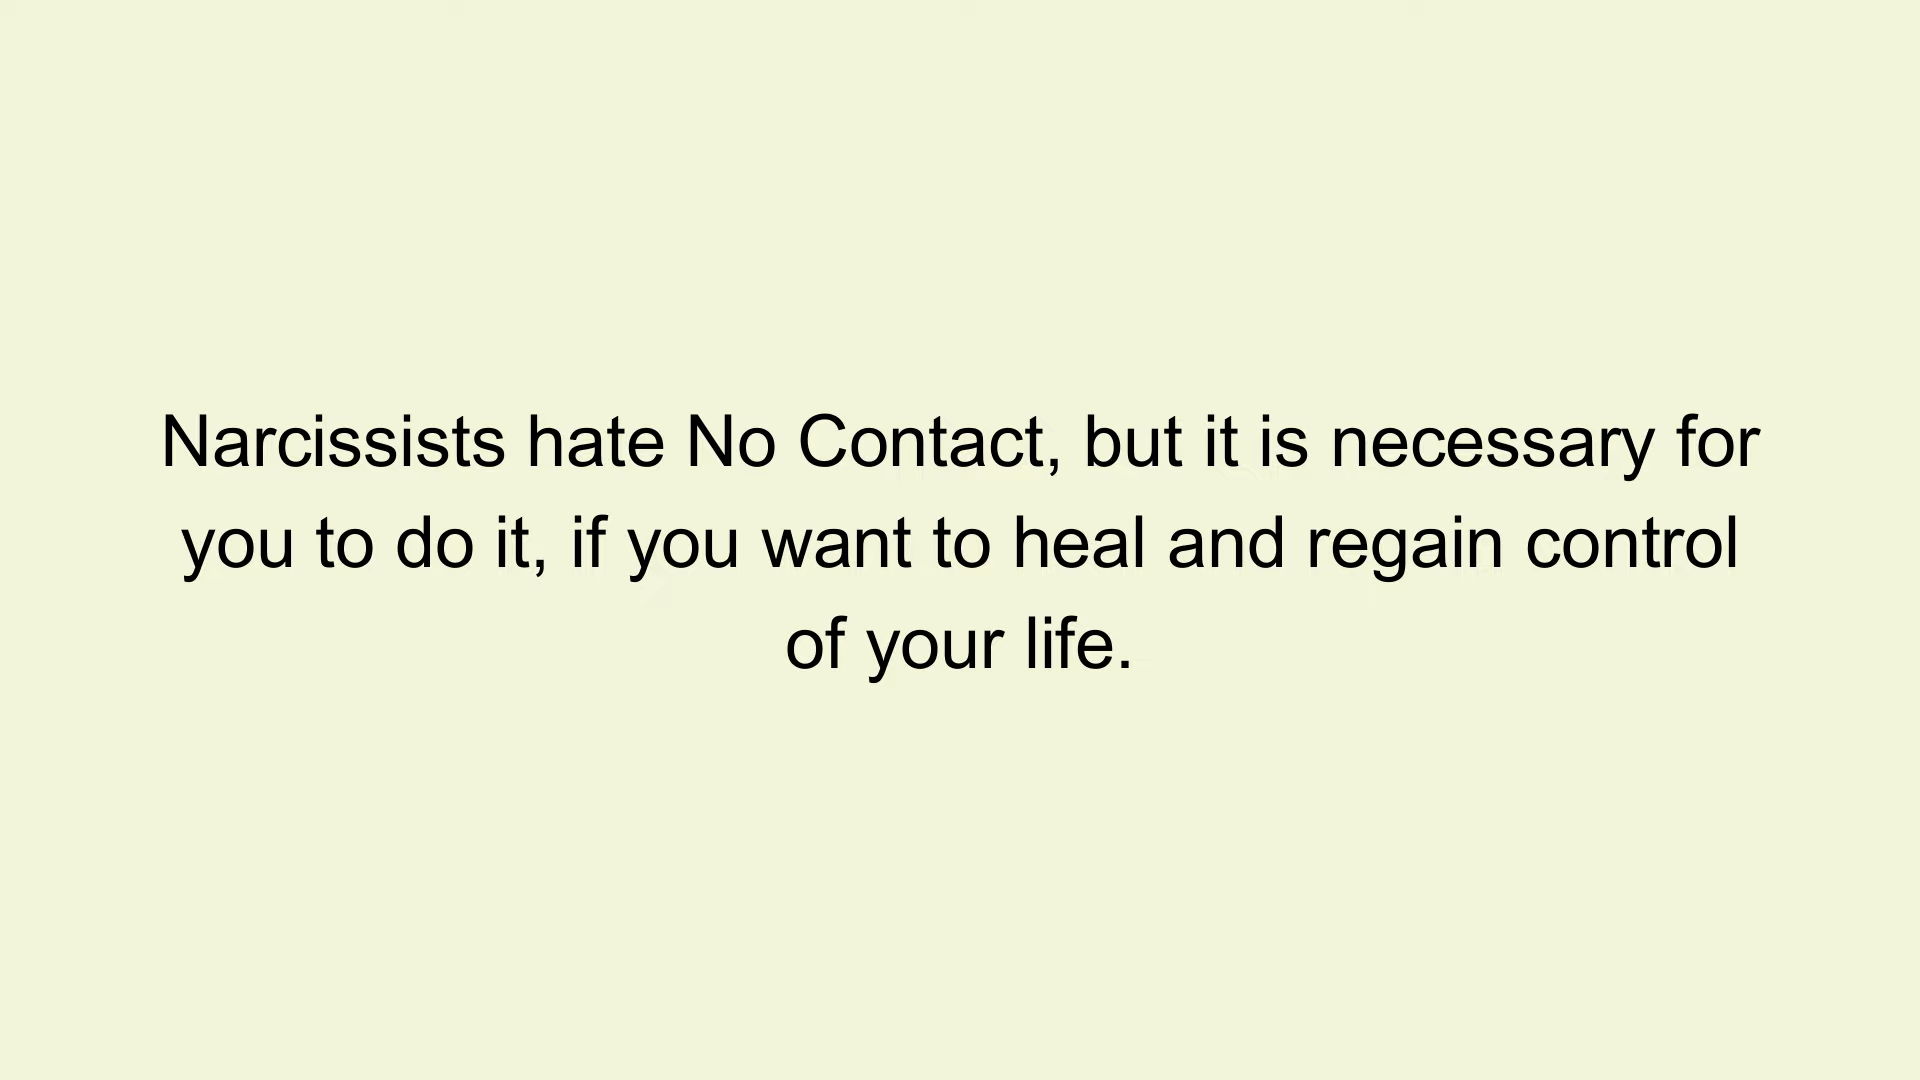 Narcissists hate No Contact, but it is necessary for
you to do it, if you want to heal and regain control
of your life.